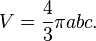 V = \frac{4}{3}\pi abc.